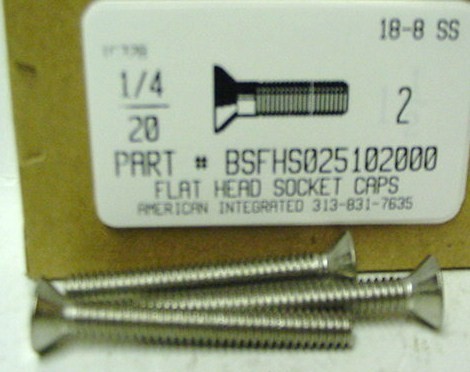 18-8 SS
1/4
20
2
PART # BSFHS025102000
FLAT HEAD SOCKET CAPS
AMERICAN INTEGRATED 313-831-7635